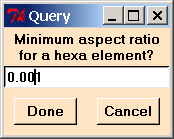 Query
Minimum aspect ratio
for a hexa element?
0.001
Done Cancel